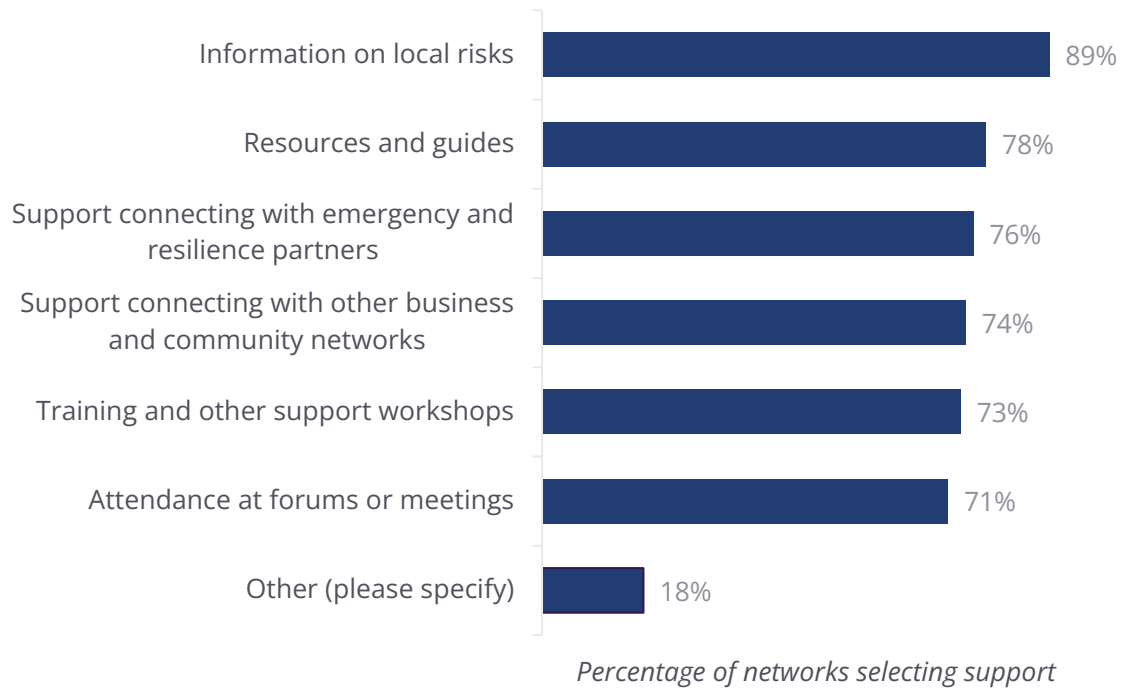 Information on local risks
89%
Resources and guides
78%
Support connecting with emergency and
resilience partners
76%
Support connecting with other business
and community networks
74%
Training and other support workshops
73%
Attendance at forums or meetings
71%
Other (please specify)
18%
Percentage of networks selecting support